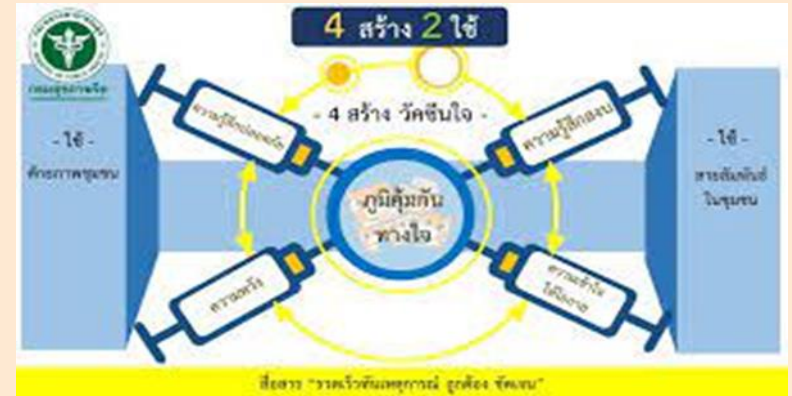 4 สร้าง 2 ใช้
กรมสุขภาพจิต
- 4 สร้าง วัคซีนใจ -
ความรู้สึกปลอดภัย
ความรู้สึกสงบ
- ใช้ -
ศักยภาพชุมชน
- ใช้ -
สายสัมพันธ์
ในชุมชน
ภูมิคุ้มกัน
ทางใจ
ความหวัง
ความเข้าใจ
ให้โอกาส
สื่อสาร "รวดเร็วทันเหตุการณ์ ถูกต้อง ชัดเจน"